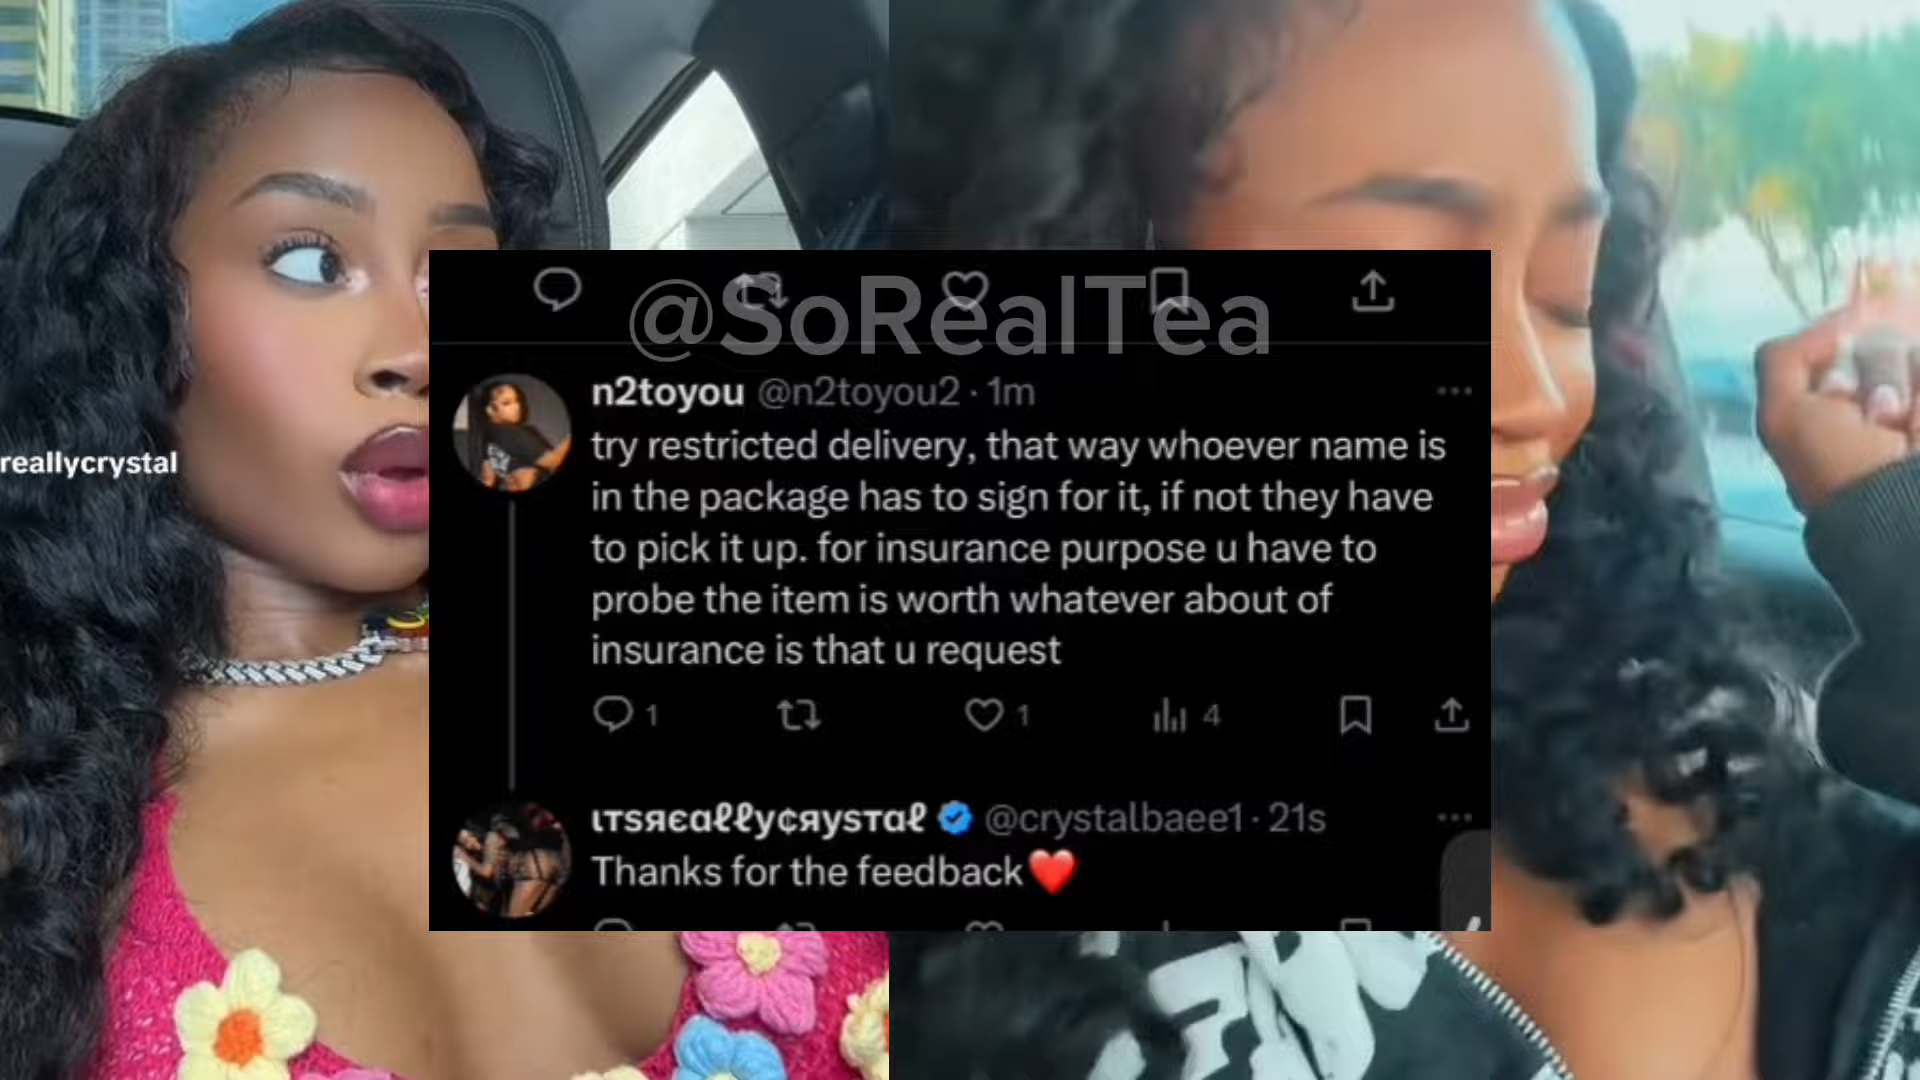 @SoRealTea
n2toyou @n2toyou2 · 1m
try restricted delivery, that way whoever name is
in the package has to sign for it, if not they have
to pick it up. for insurance purpose u have to
probe the item is worth whatever about of
insurance is that u request
reallycrystal
1 1 4
ιтsяєαℓℓy¢яysтαℓ @crystalbaee1 · 21s
Thanks for the feedback❤️